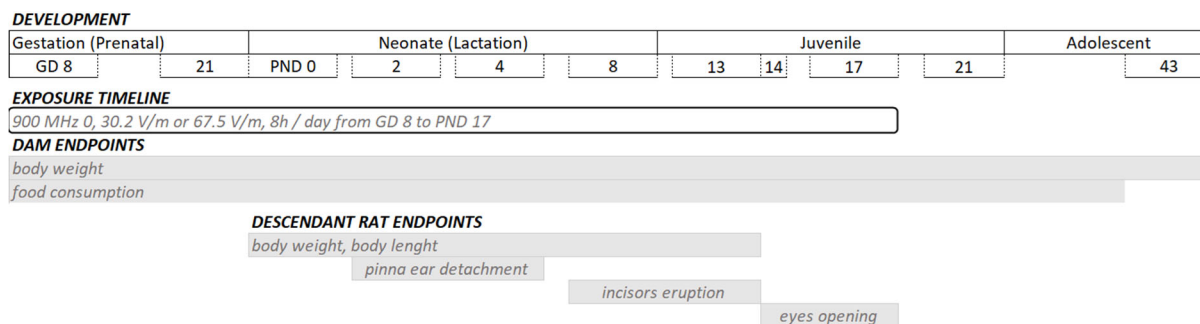 DEVELOPMENT
Gestation (Prenatal) Neonate (Lactation) Juvenile Adolescent
GD 8 21 PND 0 2 4 8 13 14 17 21 43
EXPOSURE TIMELINE
900 MHz 0, 30.2 V/m or 67.5 V/m, 8h / day from GD 8 to PND 17
DAM ENDPOINTS
body weight
food consumption
DESCENDANT RAT ENDPOINTS
body weight, body lenght
pinna ear detachment
incisors eruption
eyes opening